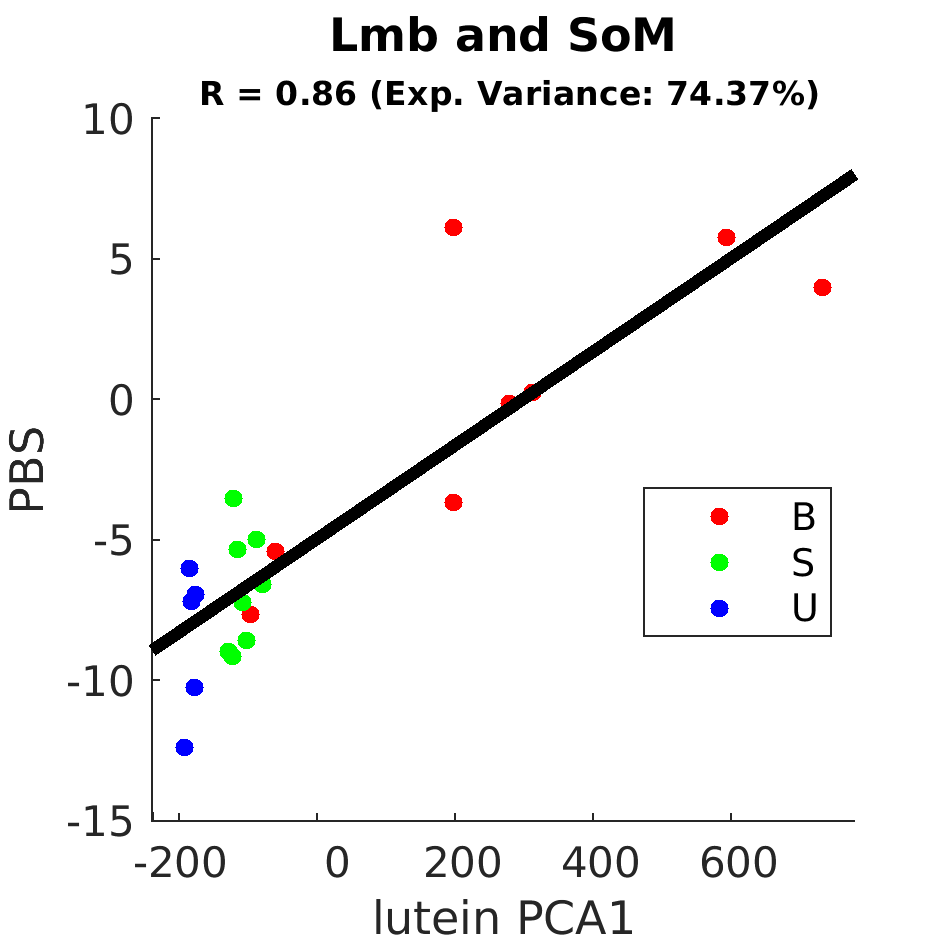 Lmb and SoM
R = 0.86 (Exp. Variance: 74.37%)
10
5
0
-5
-10
-15
PBS
B
S
U
-200 0 200 400 600
lutein PCA1